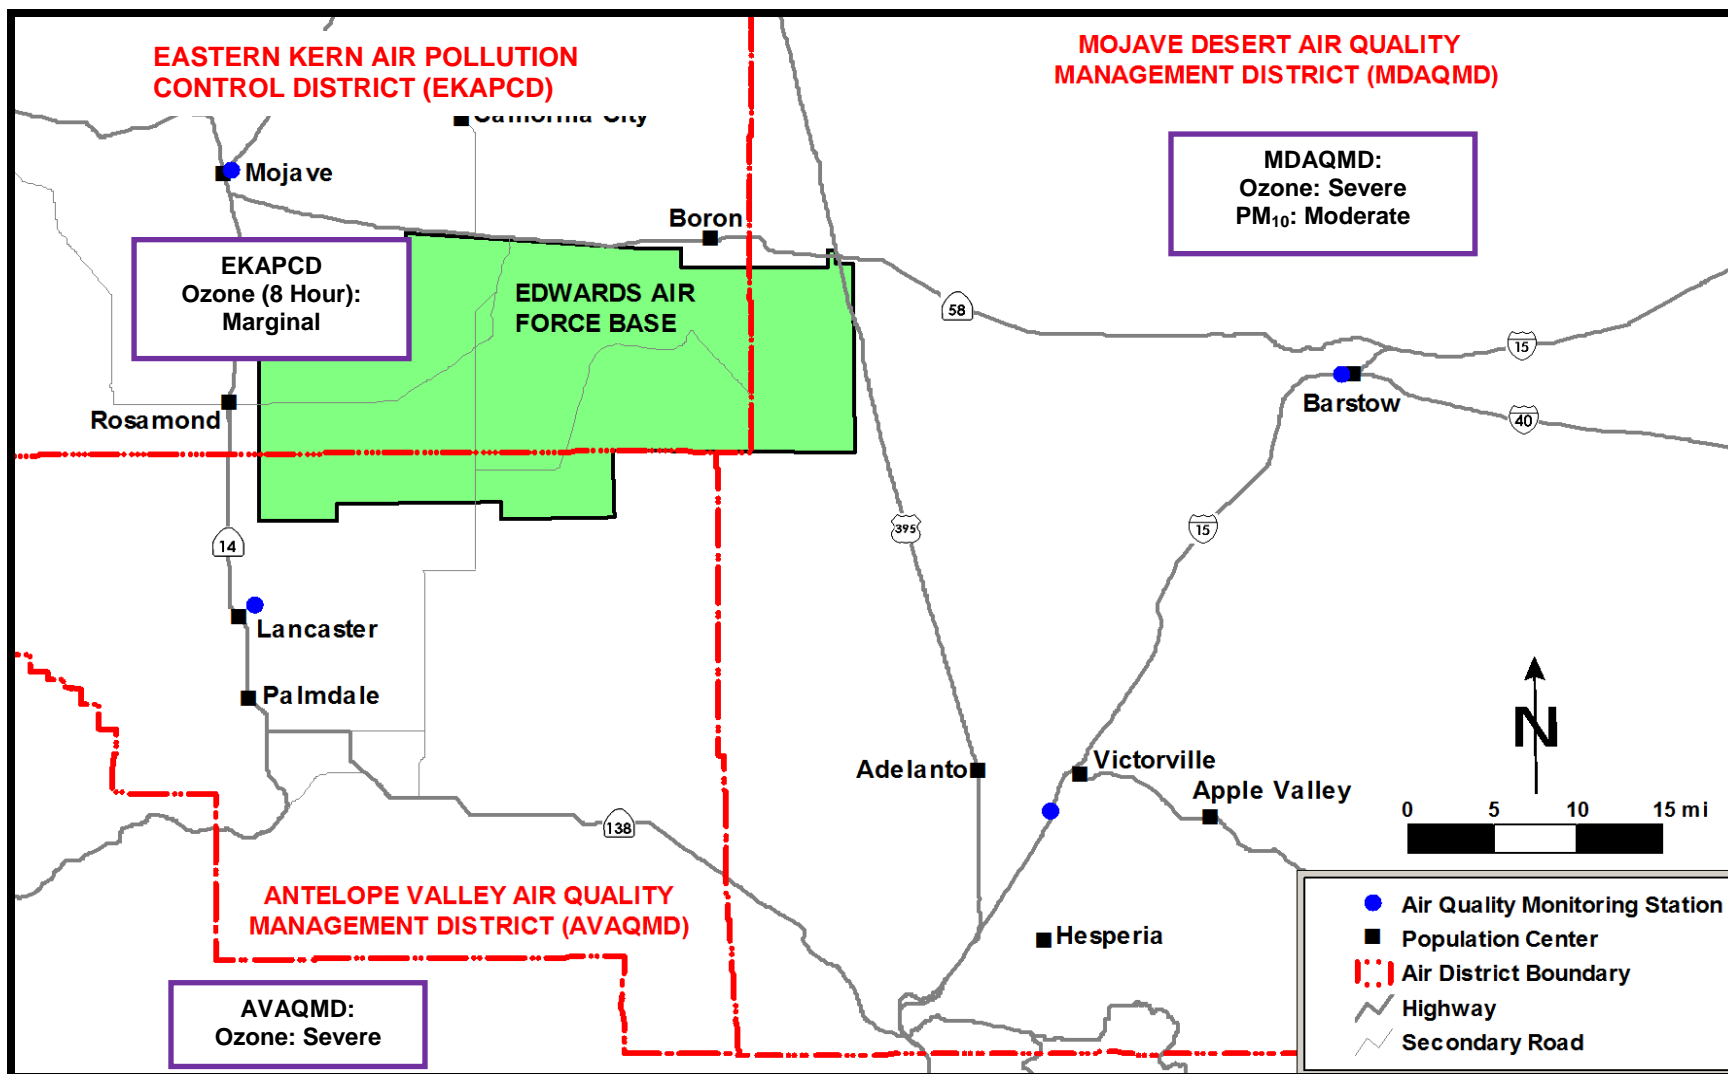 EASTERN KERN AIR POLLUTION
CONTROL DISTRICT (EKAPCD)
MOJAVE DESERT AIR QUALITY
MANAGEMENT DISTRICT (MDAQMD)
California City
Mojave
MDAQMD:
Ozone: Severe
PM₁₀: Moderate
Boron
EKAPCD
Ozone (8 Hour):
Marginal
EDWARDS AIR
FORCE BASE
58
15
Barstow
40
Rosamond
14
395
15
Lancaster
Palmdale
N
Adelanto
Victorville
Apple Valley
0 5 10 15 mi
138
ANTELOPE VALLEY AIR QUALITY
MANAGEMENT DISTRICT (AVAQMD)
Hesperia
AVAQMD:
Ozone: Severe
Air Quality Monitoring Station
Population Center
Air District Boundary
Highway
Secondary Road